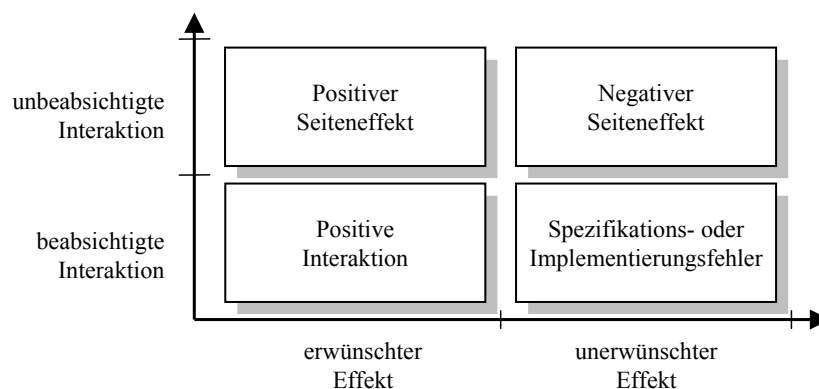 unbeabsichtigte
Interaktion
Positiver
Seiteneffekt
Negativer
Seiteneffekt
beabsichtigte
Interaktion
Positive
Interaktion
Spezifikations- oder
Implementierungsfehler
erwünschter
Effekt
unerwünschter
Effekt